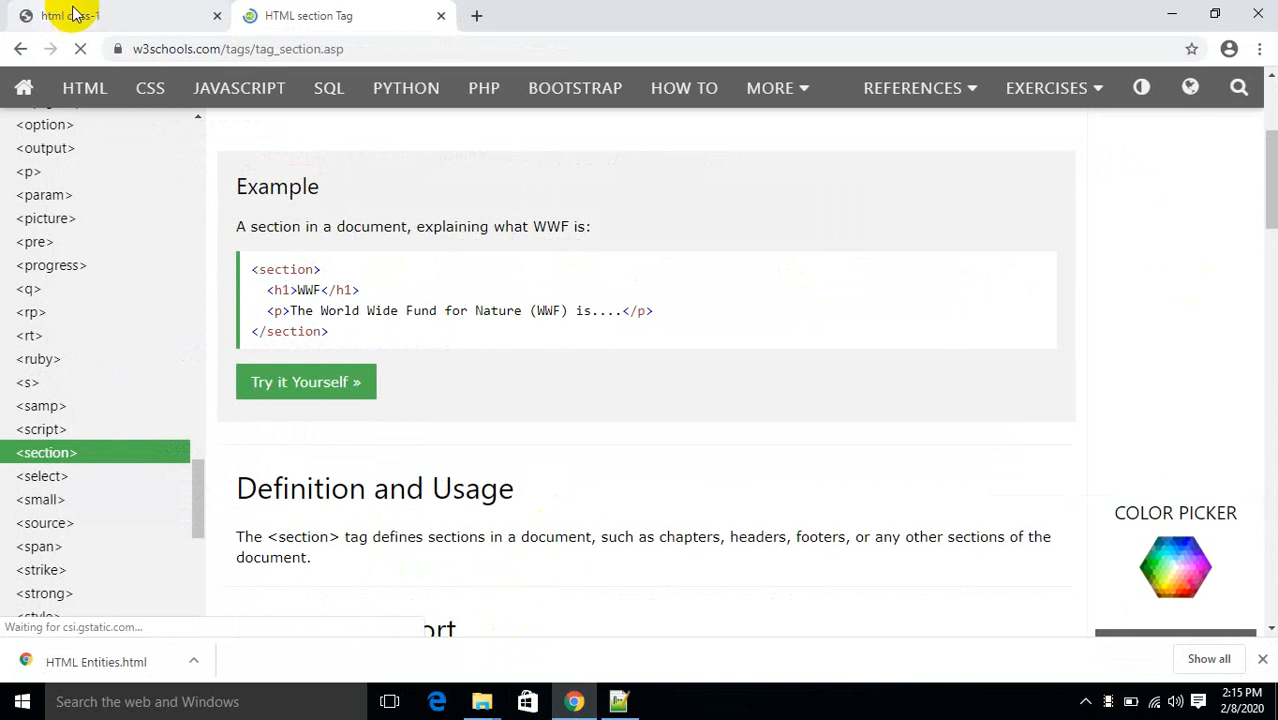 html class-1
HTML section Tag
w3schools.com/tags/tag_section.asp
HTML CSS JAVASCRIPT SQL PYTHON PHP BOOTSTRAP HOW TO MORE REFERENCES EXERCISES
<option>
<output>
<p>
<param>
<picture>
<pre>
<progress>
<q>
<rp>
<rt>
<ruby>
<s>
<samp>
<script>
<section>
<select>
<small>
<source>
<span>
<strike>
<strong>
Example
A section in a document, explaining what WWF is:
<section>
<h1>WWF</h1>
<p>The World Wide Fund for Nature (WWF) is....</p>
</section>
Try it Yourself »
Definition and Usage
The <section> tag defines sections in a document, such as chapters, headers, footers, or any other sections of the
document.
COLOR PICKER
Waiting for csi.gstatic.com...
HTML Entities.html
Show all
Search the web and Windows
2:15 PM
2/8/2020